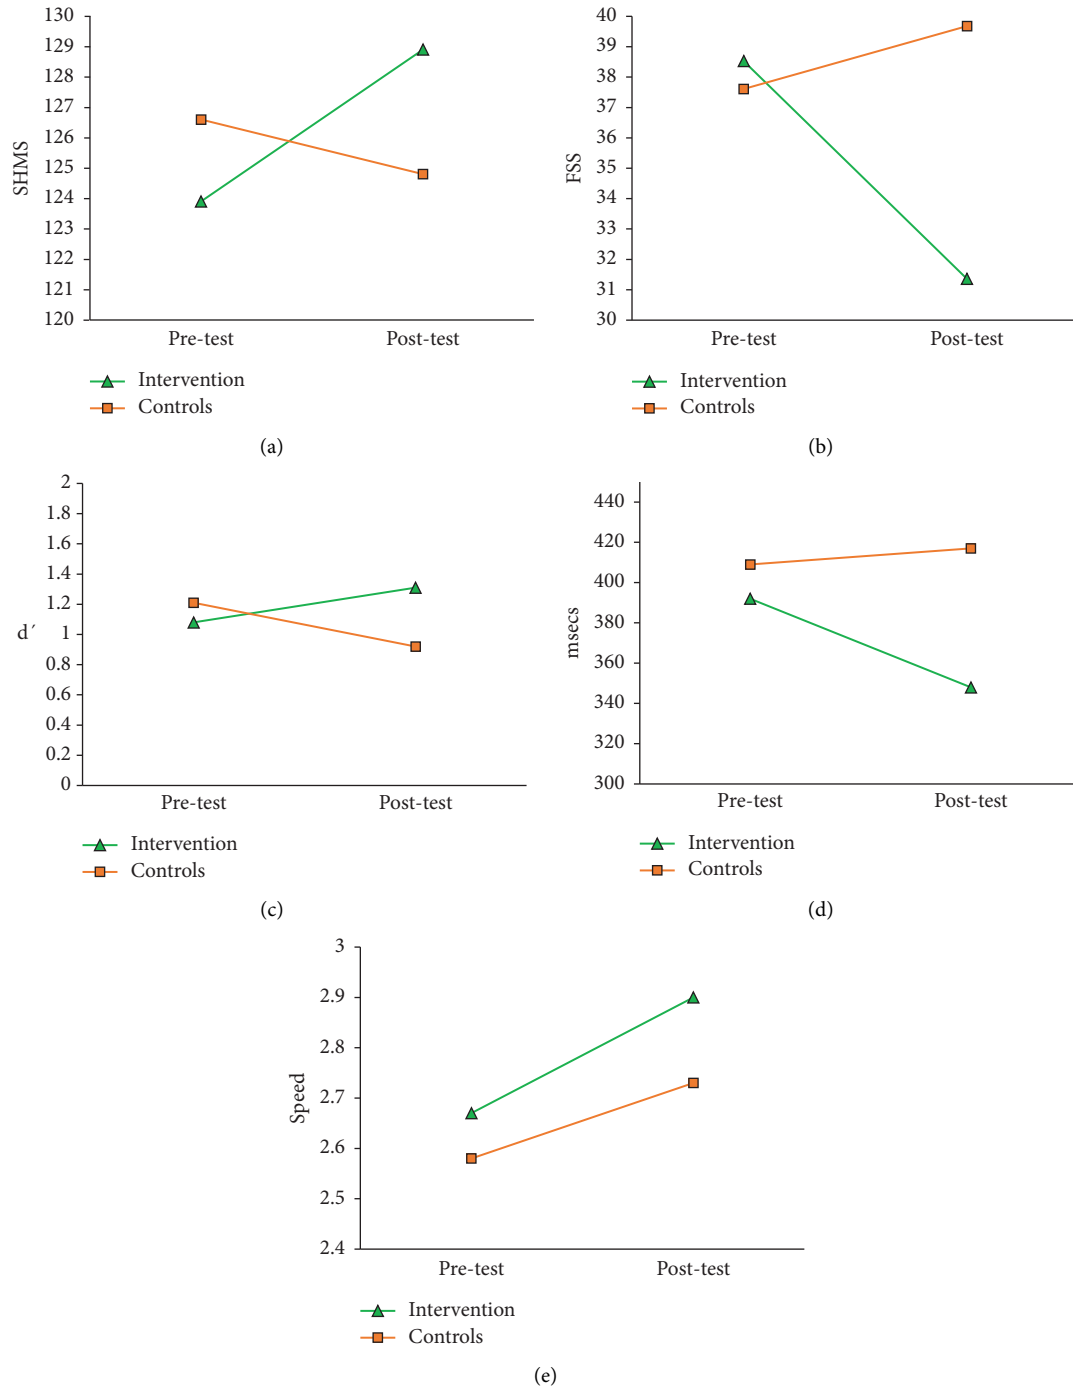 SHMS
130
129
128
127
126
125
124
123
122
121
120
Pre-test Post-test
Intervention
Controls
(a)
FSS
40
39
38
37
36
35
34
33
32
31
30
Pre-test Post-test
Intervention
Controls
(b)
d´
2
1.8
1.6
1.4
1.2
1
0.8
0.6
0.4
0.2
0
Pre-test Post-test
Intervention
Controls
(c)
msecs
440
420
400
380
360
340
320
300
Pre-test Post-test
Intervention
Controls
(d)
Speed
3
2.9
2.8
2.7
2.6
2.5
2.4
Pre-test Post-test
Intervention
Controls
(e)